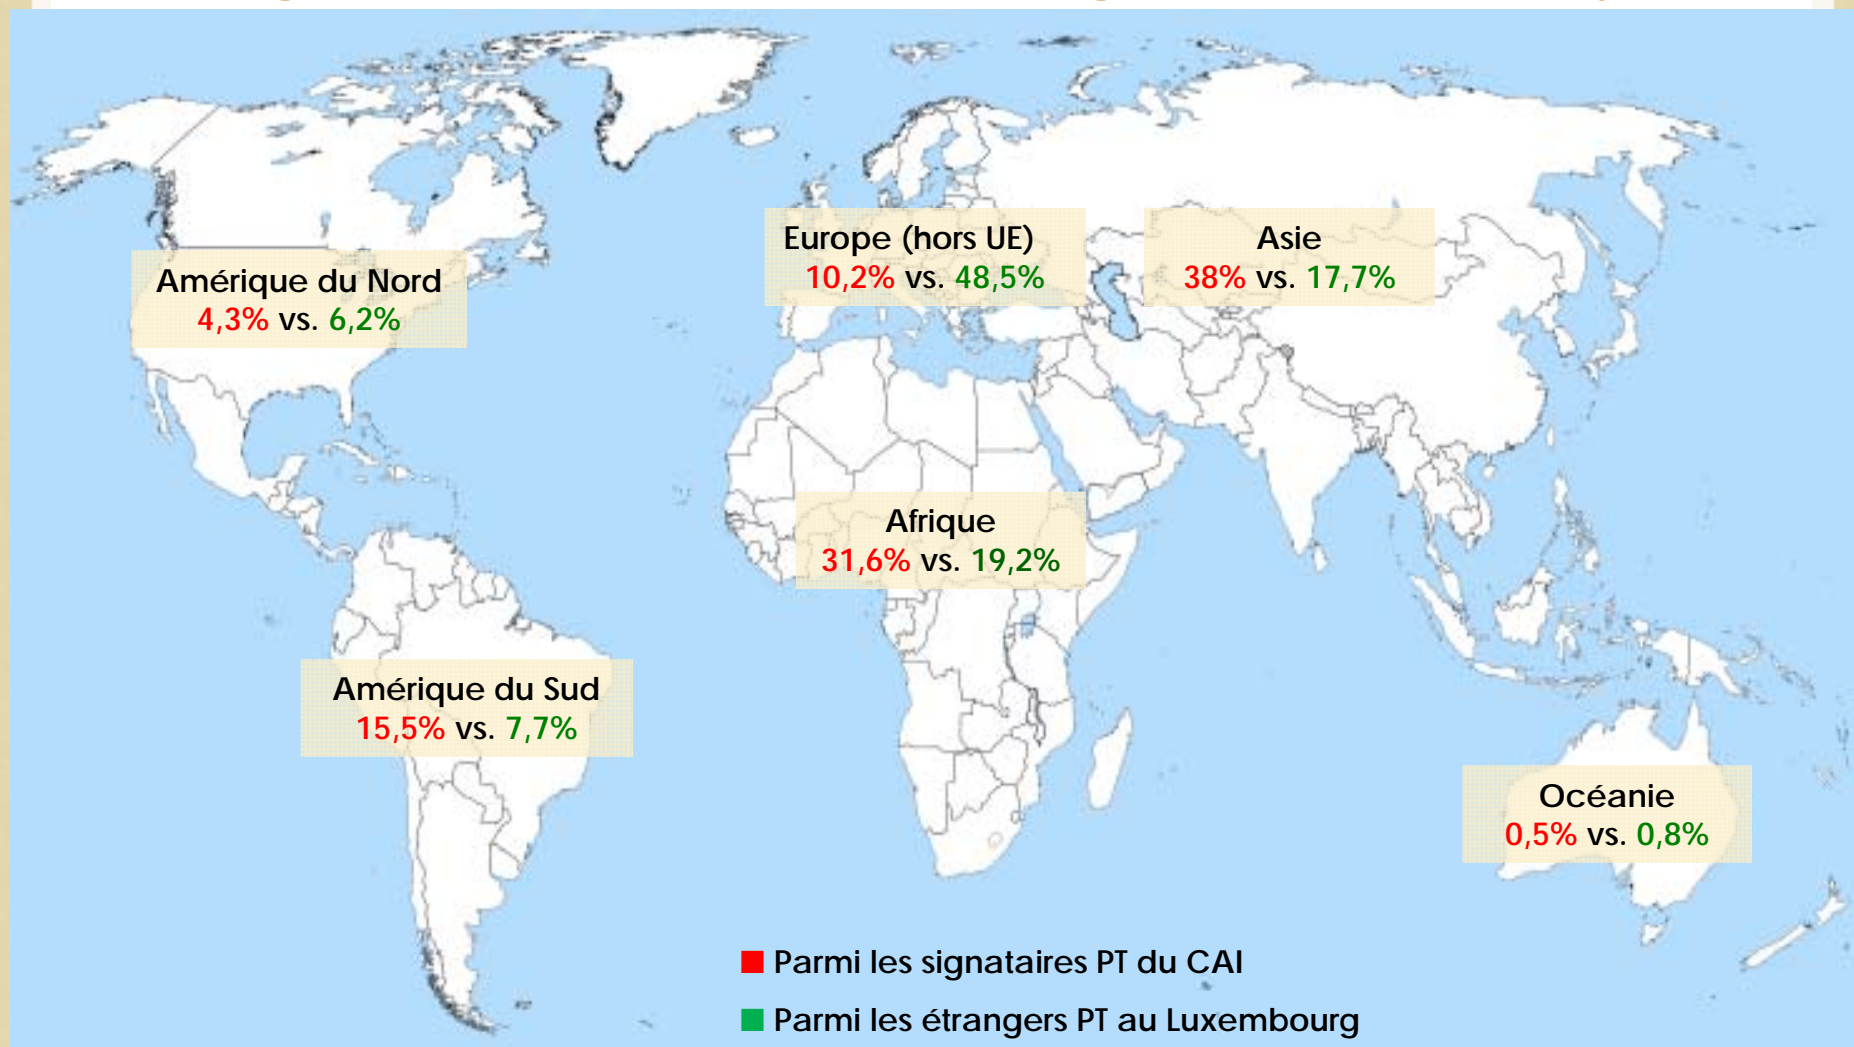 Europe (hors UE)
10,2% vs. 48,5%
Asie
38% vs. 17,7%
Amérique du Nord
4,3% vs. 6,2%
Afrique
31,6% vs. 19,2%
Amérique du Sud
15,5% vs. 7,7%
Océanie
0,5% vs. 0,8%
Parmi les signataires PT du CAI
Parmi les étrangers PT au Luxembourg